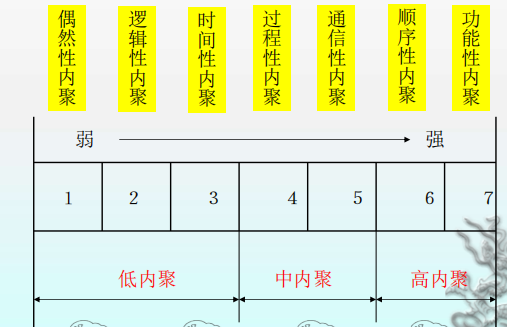 偶然性内聚
逻辑性内聚
时间性内聚
过程性内聚
通信性内聚
顺序性内聚
功能性内聚
弱 强
1 2 3 4 5 6 7
低内聚 中内聚 高内聚